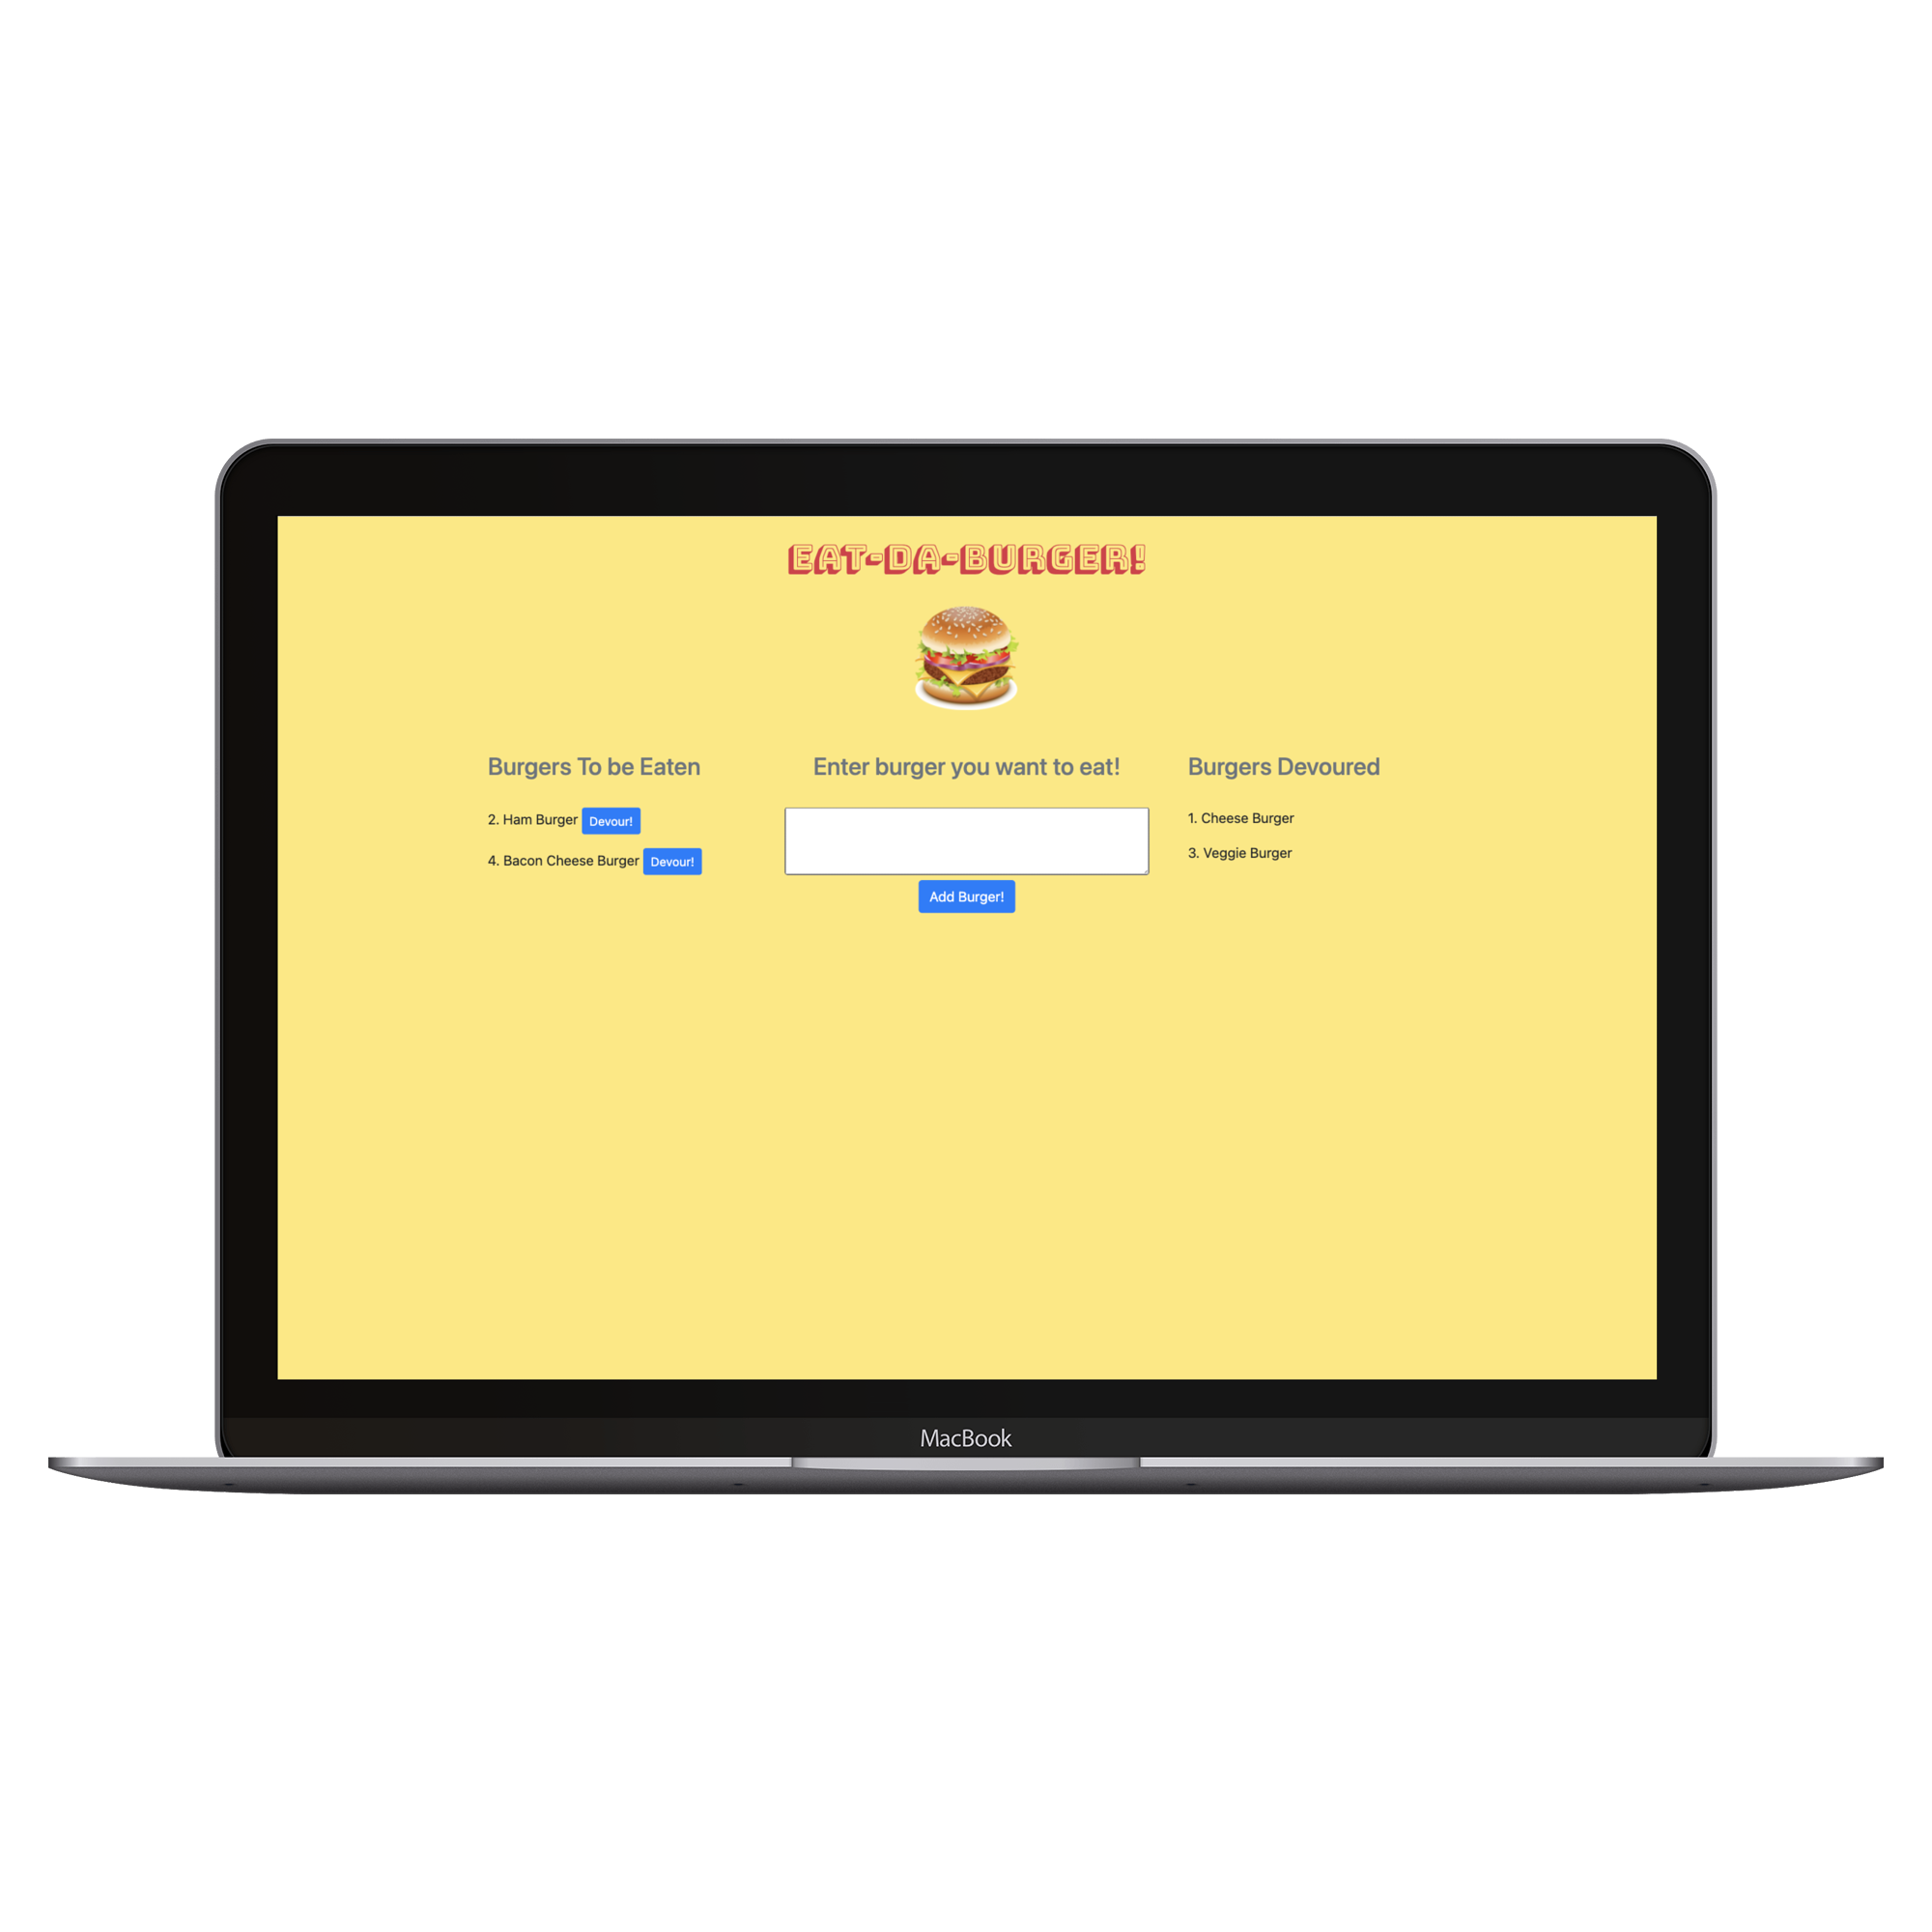 EAT-DA-BURGER!
Burgers To be Eaten
2. Ham Burger Devour!
4. Bacon Cheese Burger Devour!
Enter burger you want to eat!
Add Burger!
Burgers Devoured
1. Cheese Burger
3. Veggie Burger
MacBook